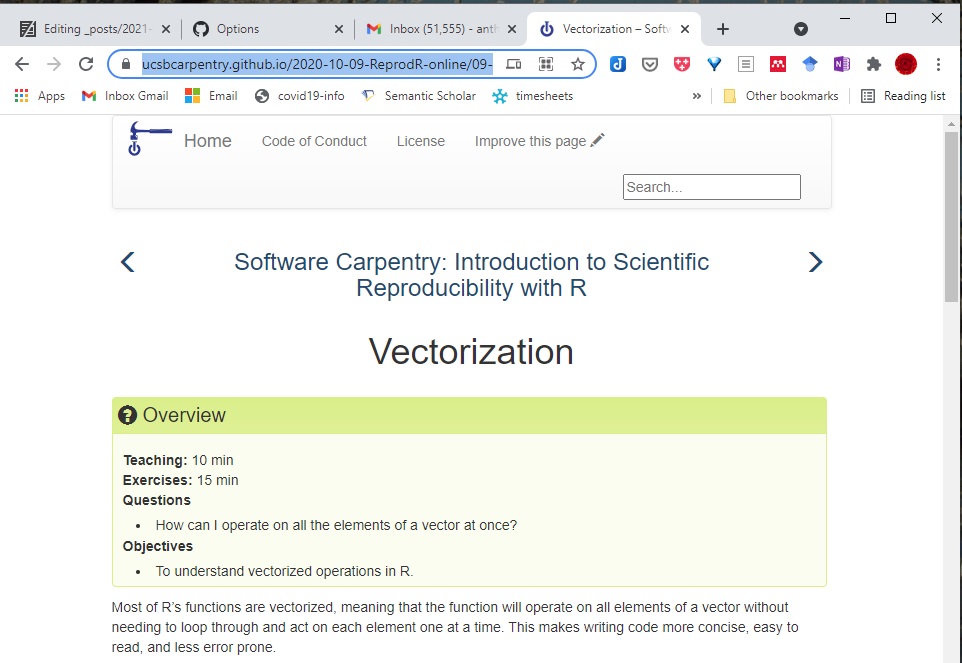 Editing _posts/2021-
Options
Inbox (51,555) - anth
Vectorization – Softw
ucsbcarpentry.github.io/2020-10-09-ReprodR-online/09-
Apps
Inbox Gmail
Email
covid19-info
Semantic Scholar
timesheets
»
Other bookmarks
Reading list
Home
Code of Conduct
License
Improve this page
Search...
Software Carpentry: Introduction to Scientific
Reproducibility with R
Vectorization
Overview
Teaching: 10 min
Exercises: 15 min
Questions
• How can I operate on all the elements of a vector at once?
Objectives
• To understand vectorized operations in R.
Most of R’s functions are vectorized, meaning that the function will operate on all elements of a vector without
needing to loop through and act on each element one at a time. This makes writing code more concise, easy to
read, and less error prone.